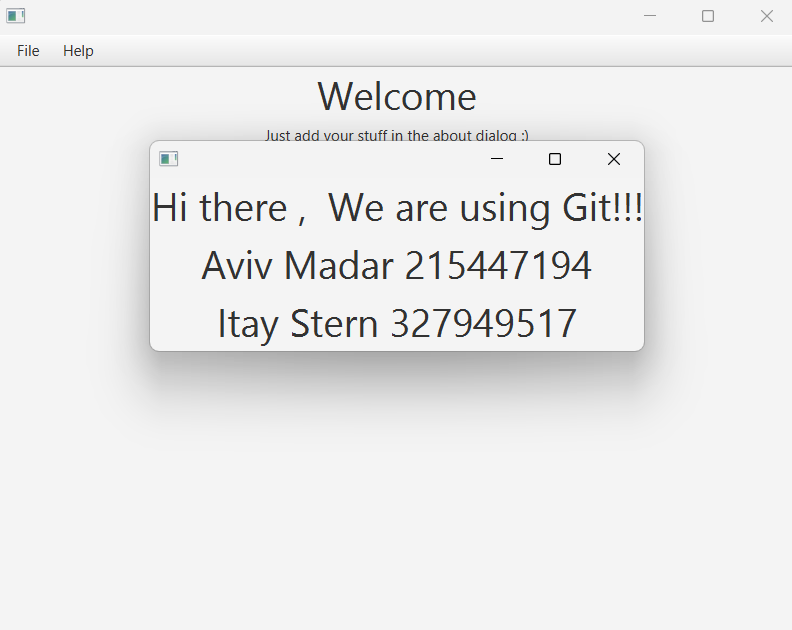 File Help
Welcome
Just add your stuff in the about dialog :)
Hi there ,  We are using Git!!!
Aviv Madar 215447194
Itay Stern 327949517